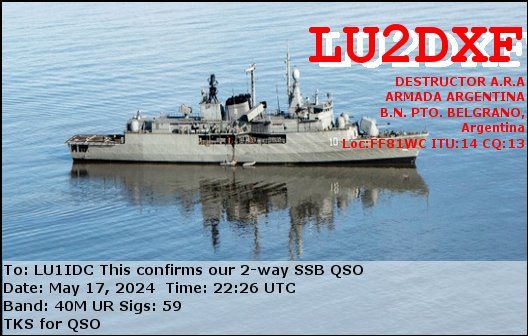 LU2DXF
DESTRUCTOR A.R.A
ARMADA ARGENTINA
B.N. PTO. BELGRANO,
Argentina
Loc:FF81WC ITU:14 CQ:13
10
To: LU1IDC This confirms our 2-way SSB QSO
Date: May 17, 2024 Time: 22:26 UTC
Band: 40M UR Sigs: 59
TKS for QSO